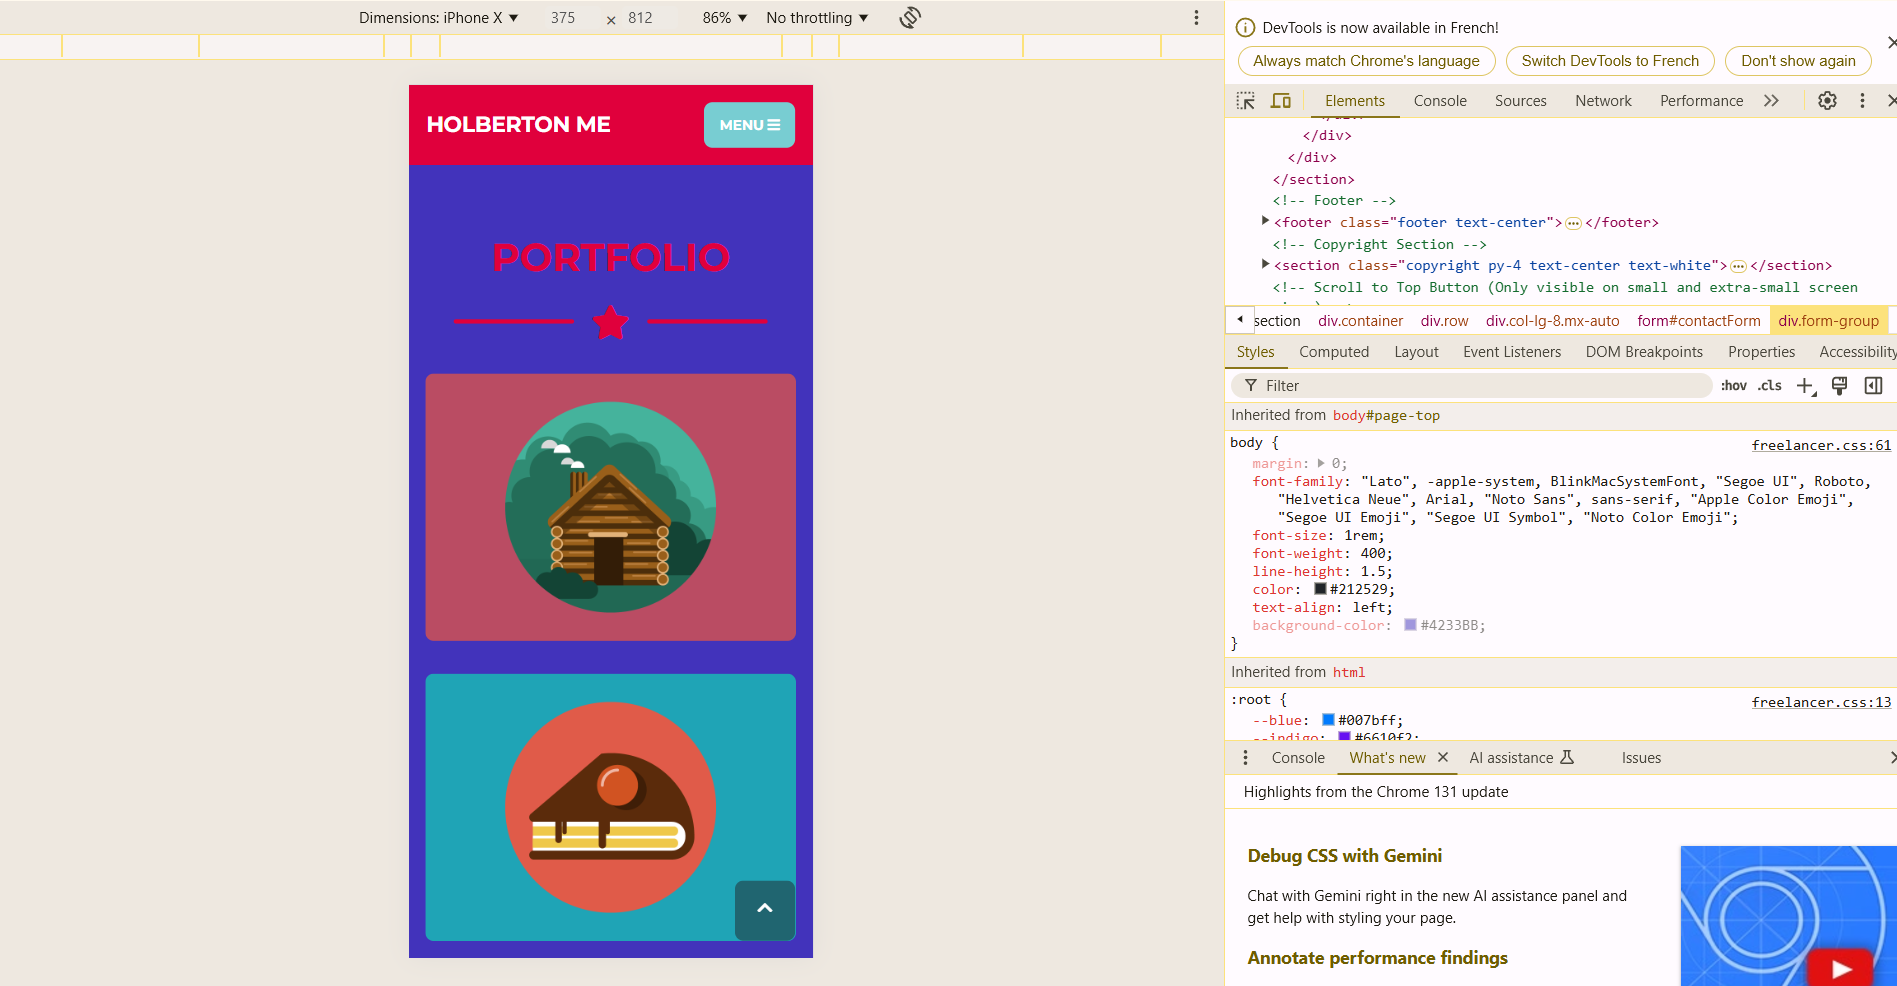 Dimensions: iPhone X ▼ 375 × 812 86% ▼ No throttling ▼
HOLBERTON ME
MENU
PORTFOLIO
DevTools is now available in French!
Always match Chrome's language
Switch DevTools to French
Don't show again
Elements Console Sources Network Performance
</div>
</div>
</section>
<!-- Footer -->
<footer class="footer text-center">…</footer>
<!-- Copyright Section -->
<section class="copyright py-4 text-center text-white">…</section>
<!-- Scroll to Top Button (Only visible on small and extra-small screen
section div.container div.row div.col-lg-8.mx-auto form#contactForm div.form-group
Styles Computed Layout Event Listeners DOM Breakpoints Properties Accessibility
Filter :hov .cls
Inherited from body#page-top
body { freelancer.css:61
margin: 0;
font-family: "Lato", -apple-system, BlinkMacSystemFont, "Segoe UI", Roboto,
"Helvetica Neue", Arial, "Noto Sans", sans-serif, "Apple Color Emoji",
"Segoe UI Emoji", "Segoe UI Symbol", "Noto Color Emoji";
font-size: 1rem;
font-weight: 400;
line-height: 1.5;
color: #212529;
text-align: left;
background-color: #4233BB;
}
Inherited from html
:root { freelancer.css:13
--blue: #007bff;
--indigo: #6610f2;
Console What's new AI assistance Issues
Highlights from the Chrome 131 update
Debug CSS with Gemini
Chat with Gemini right in the new AI assistance panel and
get help with styling your page.
Annotate performance findings